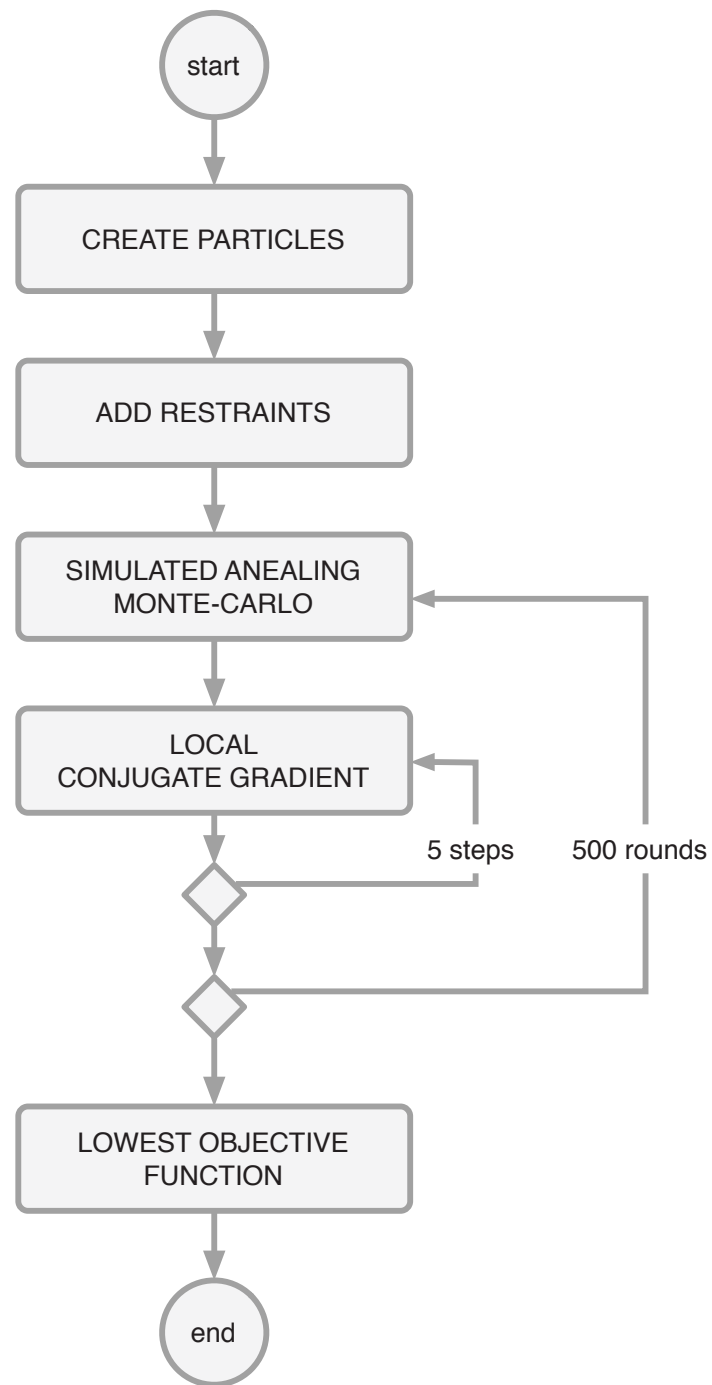 start
CREATE PARTICLES
ADD RESTRAINTS
SIMULATED ANEALING
MONTE-CARLO
LOCAL
CONJUGATE GRADIENT
5 steps
500 rounds
LOWEST OBJECTIVE
FUNCTION
end